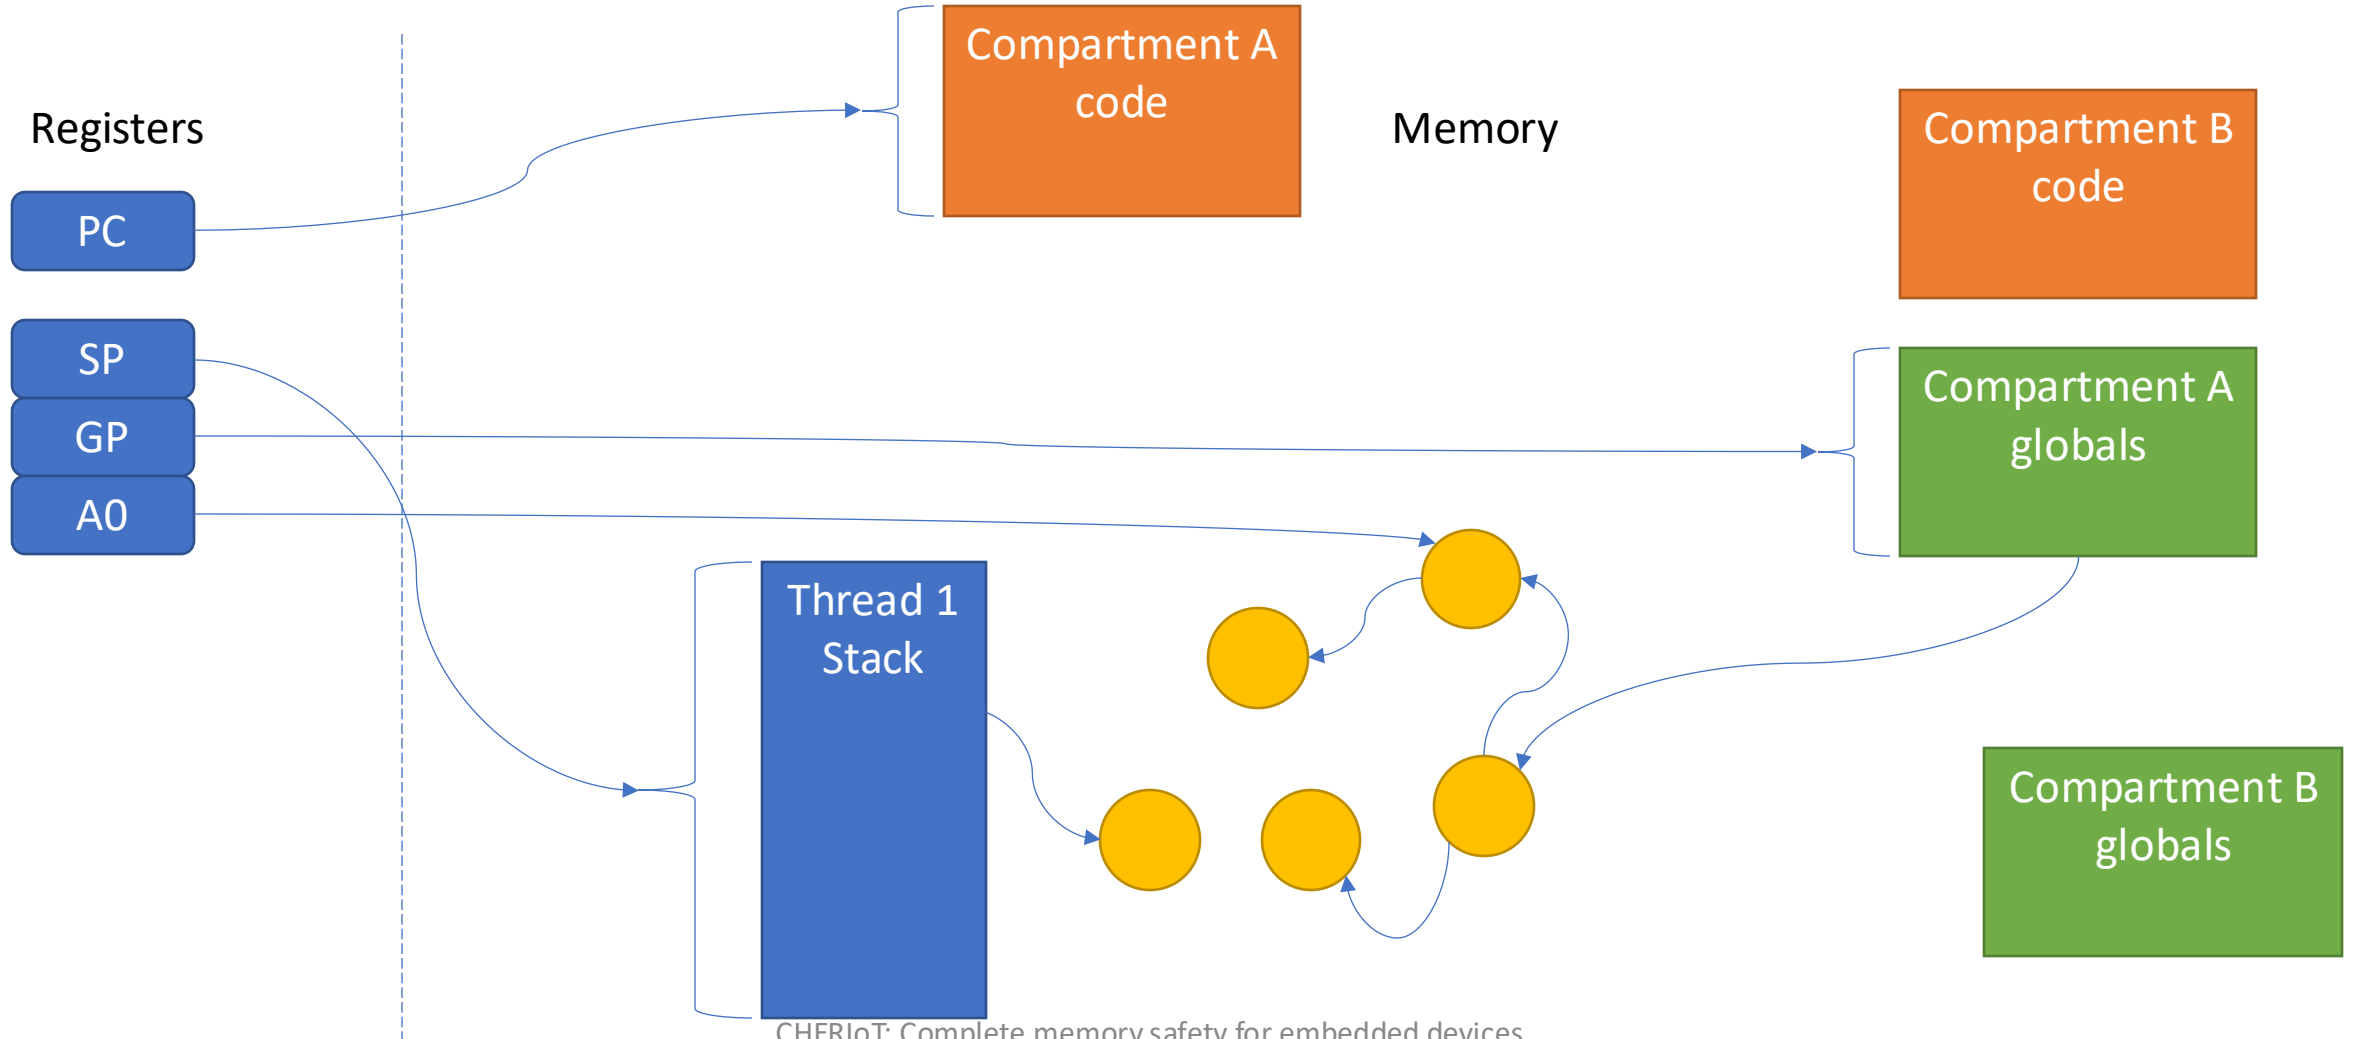 Registers
PC
SP
GP
A0
Compartment A
code
Memory
Compartment B
code
Compartment A
globals
Thread 1
Stack
Compartment B
globals
CHERIoT: Complete memory safety for embedded devices